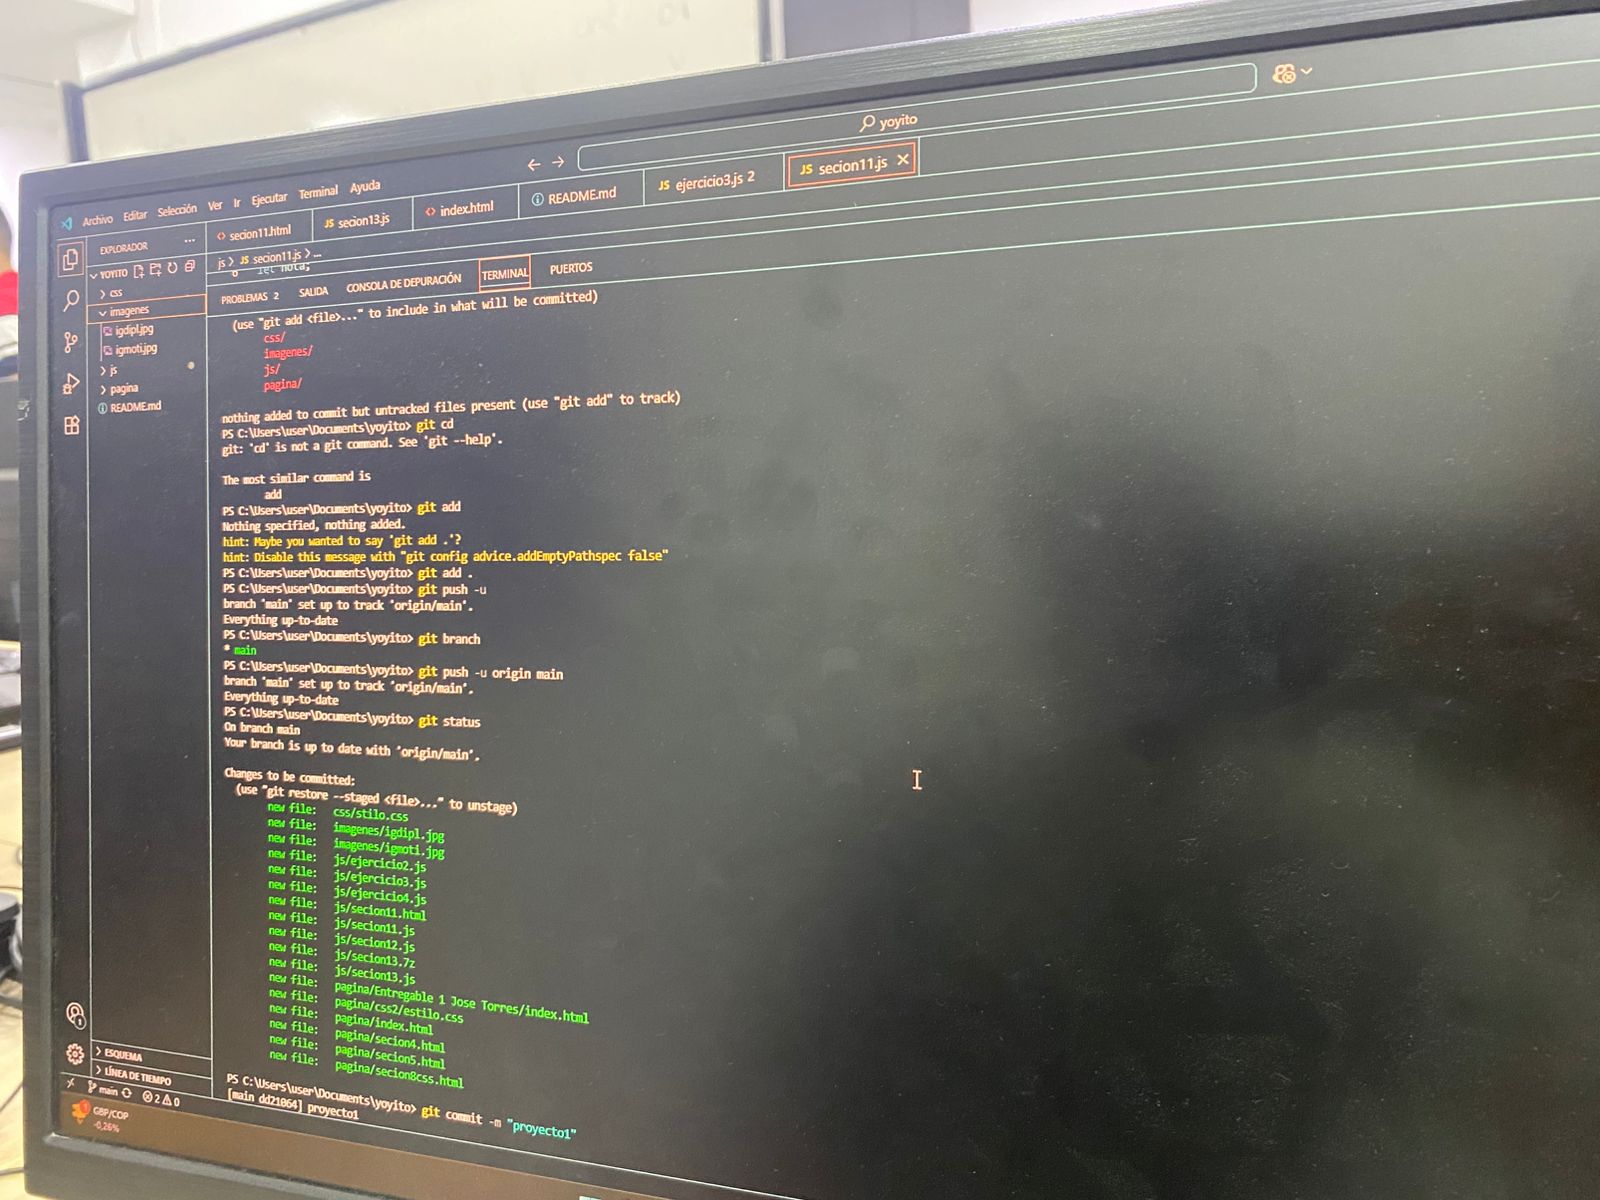 yoyito
Archivo Editar Selección Ver Ir Ejecutar Terminal Ayuda
secion11.html JS secion13.js index.html README.md JS ejercicio3.js 2 JS secion11.js
EXPLORADOR
YOYITO
css
imagenes
igdipl.jpg
igmoti.jpg
js
pagina
README.md
ESQUEMA
LÍNEA DE TIEMPO
js > JS secion11.js > ...
let nota;
PROBLEMAS 2 SALIDA CONSOLA DE DEPURACIÓN TERMINAL PUERTOS
(use "git add <file>..." to include in what will be committed)
css/
imagenes/
js/
pagina/
nothing added to commit but untracked files present (use "git add" to track)
PS C:\Users\user\Documents\yoyito> git cd
git: 'cd' is not a git command. See 'git --help'.
The most similar command is
add
PS C:\Users\user\Documents\yoyito> git add
Nothing specified, nothing added.
hint: Maybe you wanted to say 'git add .'?
hint: Disable this message with "git config advice.addEmptyPathspec false"
PS C:\Users\user\Documents\yoyito> git add .
PS C:\Users\user\Documents\yoyito> git push -u
branch 'main' set up to track 'origin/main'.
Everything up-to-date
PS C:\Users\user\Documents\yoyito> git branch
* main
PS C:\Users\user\Documents\yoyito> git push -u origin main
branch 'main' set up to track 'origin/main'.
Everything up-to-date
PS C:\Users\user\Documents\yoyito> git status
On branch main
Your branch is up to date with 'origin/main'.
Changes to be committed:
(use "git restore --staged <file>..." to unstage)
new file: css/stilo.css
new file: imagenes/igdipl.jpg
new file: imagenes/igmoti.jpg
new file: js/ejercicio2.js
new file: js/ejercicio3.js
new file: js/ejercicio4.js
new file: js/secion11.html
new file: js/secion11.js
new file: js/secion12.js
new file: js/secion13.7z
new file: js/secion13.js
new file: pagina/Entregable 1 Jose Torres/index.html
new file: pagina/css2/estilo.css
new file: pagina/index.html
new file: pagina/secion4.html
new file: pagina/secion5.html
new file: pagina/secion8css.html
PS C:\Users\user\Documents\yoyito> git commit -m "proyecto1"
[main dd21064] proyecto1
main 2 0
GBP/COP
-0,26%